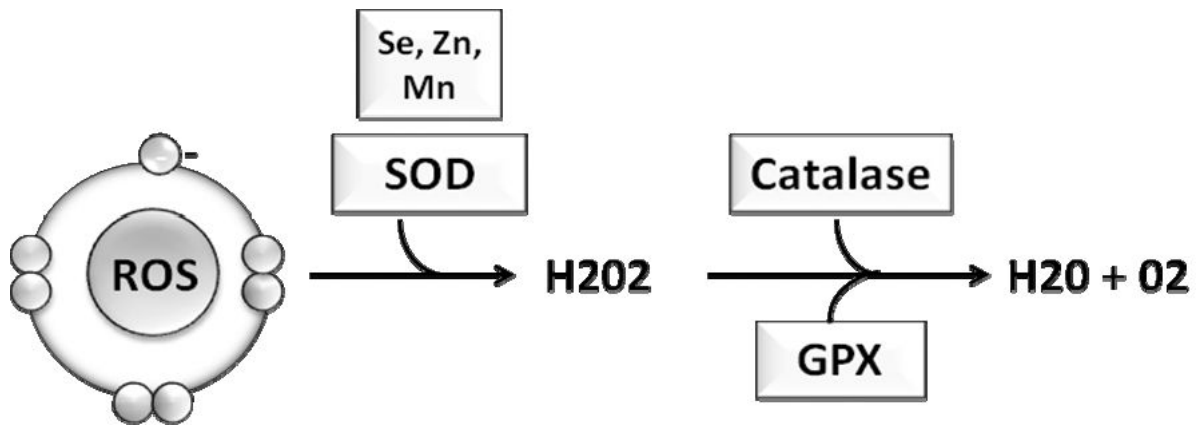 Se, Zn,
Mn
SOD
Catalase
-
ROS
H202
H20 + 02
GPX